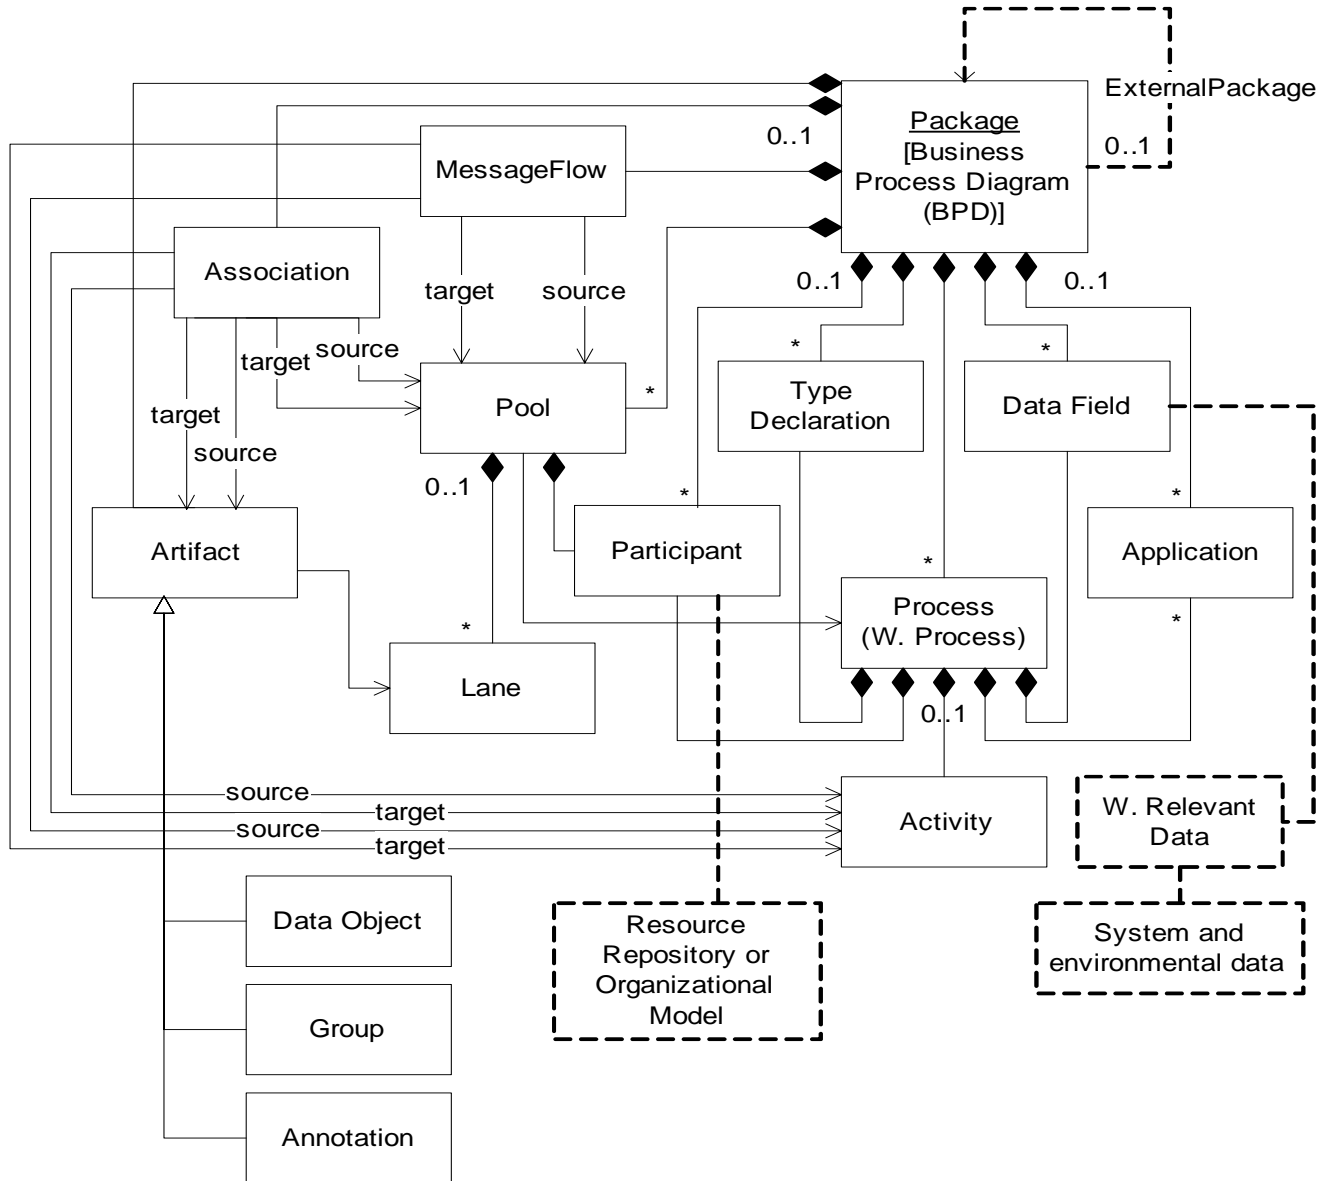 ExternalPackage
Package
0..1
0..1
[Business
Process Diagram
(BPD)]
MessageFlow
Association
0..1
0..1
target
source
source
target
*
*
*
Type
Declaration
Data Field
Pool
target
source
0..1
*
*
Artifact
Participant
Application
*
*
*
Process
(W. Process)
Lane
0..1
source
target
source
target
Activity
W. Relevant
Data
Data Object
Resource
Repository or
Organizational
Model
System and
environmental data
Group
Annotation